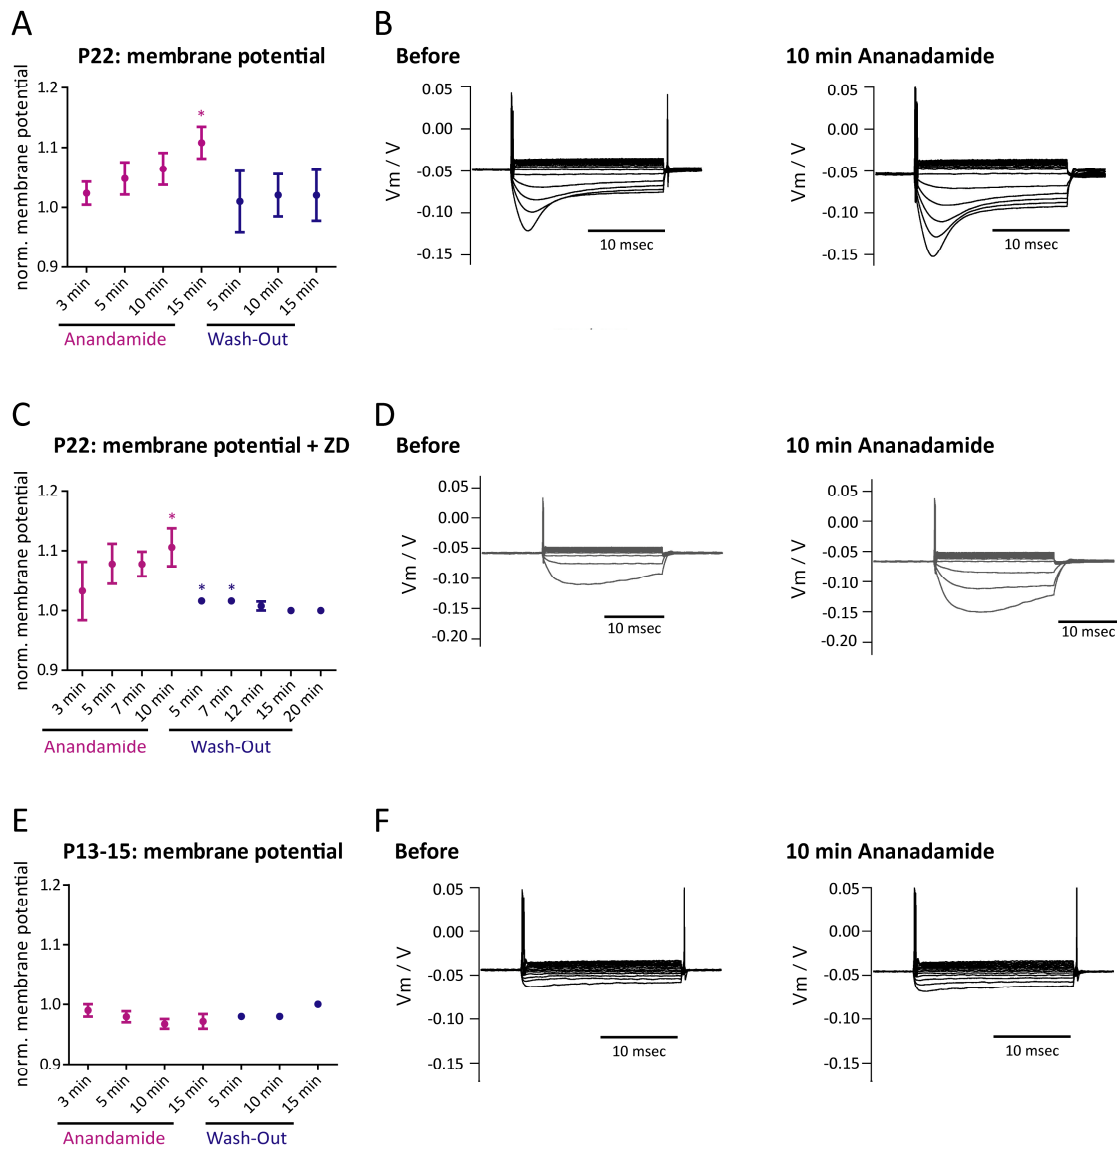 A
P22: membrane potential
norm. membrane potential
1.2
1.1
1.0
0.9
3 min
5 min
10 min
15 min
5 min
10 min
15 min
Anandamide
Wash-Out
B
Before
Vm / V
0.05
0.00
-0.05
-0.10
-0.15
10 msec
10 min Ananadamide
Vm / V
0.05
0.00
-0.05
-0.10
-0.15
10 msec
C
P22: membrane potential + ZD
norm. membrane potential
1.2
1.1
1.0
0.9
3 min
5 min
7 min
10 min
5 min
7 min
12 min
15 min
20 min
Anandamide
Wash-Out
D
Before
Vm / V
0.05
0.00
-0.05
-0.10
-0.15
-0.20
10 msec
10 min Ananadamide
Vm / V
0.05
0.00
-0.05
-0.10
-0.15
-0.20
10 msec
E
P13-15: membrane potential
norm. membrane potential
1.2
1.1
1.0
0.9
3 min
5 min
10 min
15 min
5 min
10 min
15 min
Anandamide
Wash-Out
F
Before
Vm / V
0.05
0.00
-0.05
-0.10
-0.15
10 msec
10 min Ananadamide
Vm / V
0.05
0.00
-0.05
-0.10
-0.15
10 msec